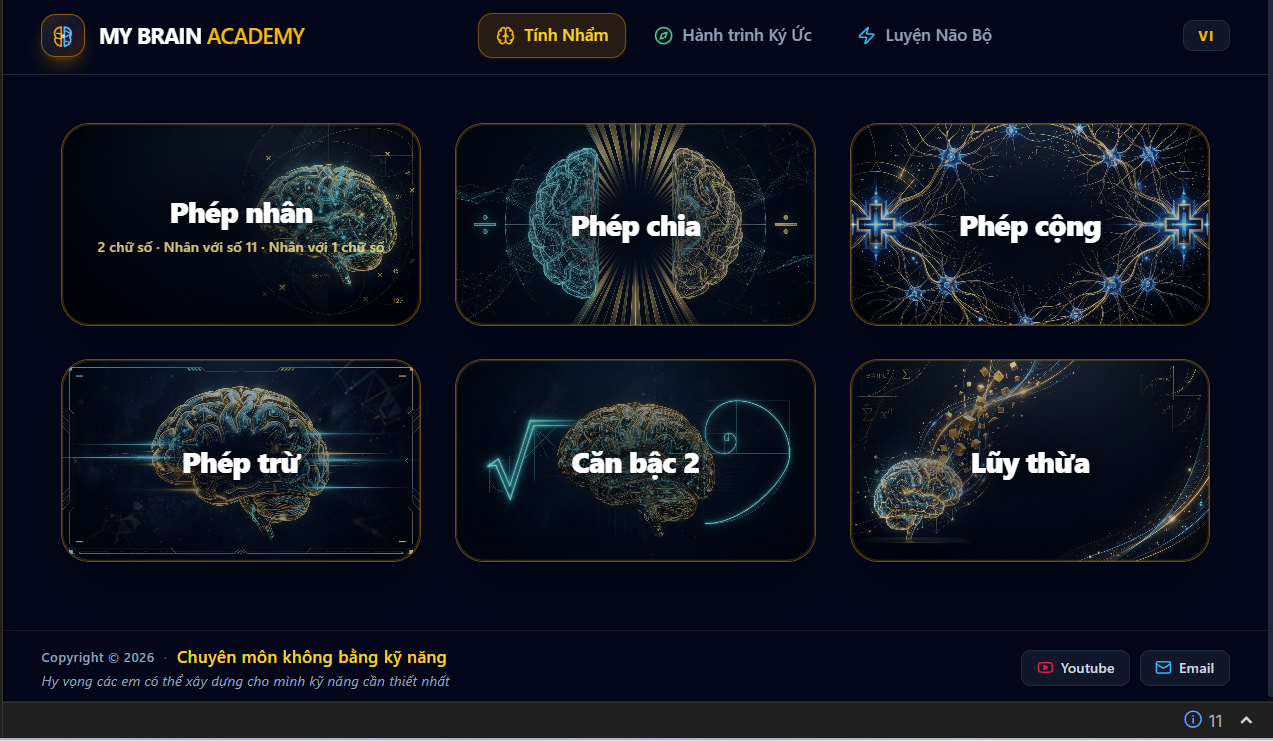 MY BRAIN ACADEMY
Tính Nhẩm
Hành trình Ký Ức
Luyện Não Bộ
VI
Phép nhân
2 chữ số · Nhân với số 11 · Nhân với 1 chữ số
Phép chia
Phép cộng
Phép trừ
Căn bậc 2
Lũy thừa
Copyright © 2026 · Chuyên môn không bằng kỹ năng
Hy vọng các em có thể xây dựng cho mình kỹ năng cần thiết nhất
Youtube
Email
11